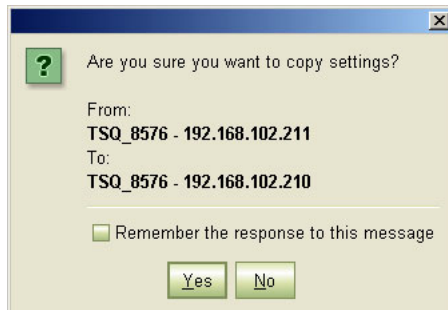 Are you sure you want to copy settings?
From:
TSQ_8576 - 192.168.102.211
To:
TSQ_8576 - 192.168.102.210
Remember the response to this message
Yes No